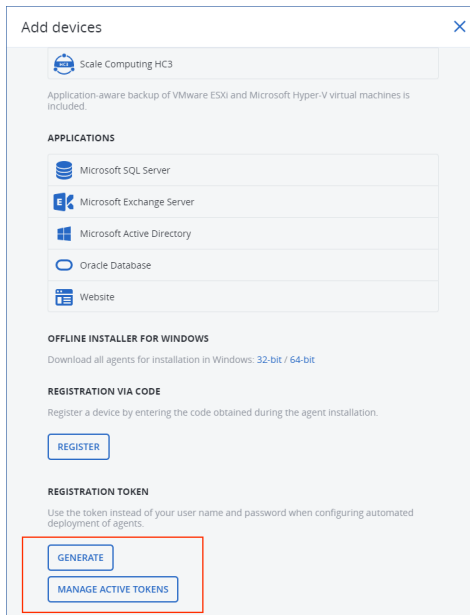 Add devices
HC3
Scale Computing HC3
Application-aware backup of VMware ESXi and Microsoft Hyper-V virtual machines is
included.
APPLICATIONS
Microsoft SQL Server
E
Microsoft Exchange Server
Microsoft Active Directory
Oracle Database
Website
OFFLINE INSTALLER FOR WINDOWS
Download all agents for installation in Windows: 32-bit / 64-bit
REGISTRATION VIA CODE
Register a device by entering the code obtained during the agent installation.
REGISTER
REGISTRATION TOKEN
Use the token instead of your user name and password when configuring automated
deployment of agents.
GENERATE
MANAGE ACTIVE TOKENS